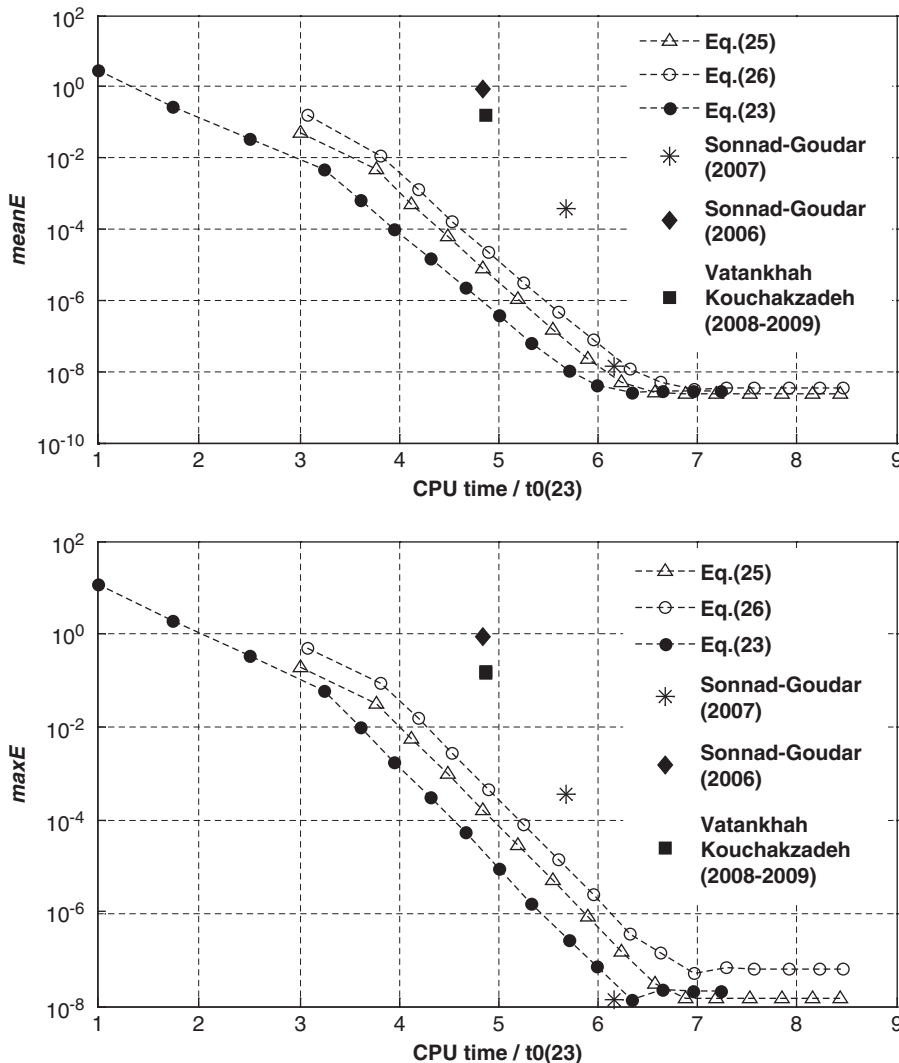 10^2
10^0
10^-2
10^-4
10^-6
10^-8
10^-10
meanE
1 2 3 4 5 6 7 8 9
CPU time / t0(23)
Eq.(25)
Eq.(26)
Eq.(23)
Sonnad-Goudar
(2007)
Sonnad-Goudar
(2006)
Vatankhah
Kouchakzadeh
(2008-2009)
10^2
10^0
10^-2
10^-4
10^-6
10^-8
maxE
1 2 3 4 5 6 7 8 9
CPU time / t0(23)
Eq.(25)
Eq.(26)
Eq.(23)
Sonnad-Goudar
(2007)
Sonnad-Goudar
(2006)
Vatankhah
Kouchakzadeh
(2008-2009)